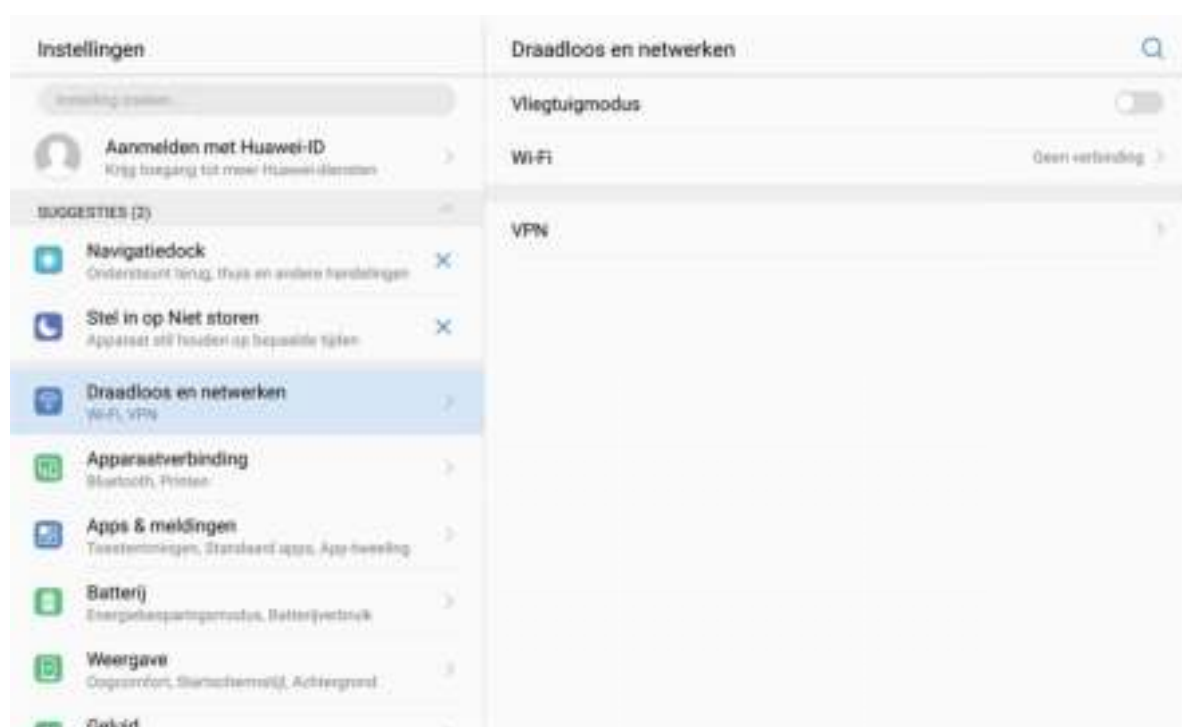 Instellingen
Instelling zoeken...
Aanmelden met Huawei-ID
Krijg toegang tot meer Huawei-diensten
SUGGESTIES (2)
Navigatiedock
Ondersteunt terug, thuis en andere handelingen
Stel in op Niet storen
Apparaat stil houden op bepaalde tijden
Draadloos en netwerken
Wi-Fi, VPN
Apparaatverbinding
Bluetooth, Printen
Apps & meldingen
Toestemmingen, Standaard apps, App-tweeling
Batterij
Energiebesparingsmodus, Batterijverbruik
Weergave
Oogcomfort, Startschermstijl, Achtergrond
Geluid
Draadloos en netwerken
Vliegtuigmodus
Wi-Fi
Geen verbinding
VPN